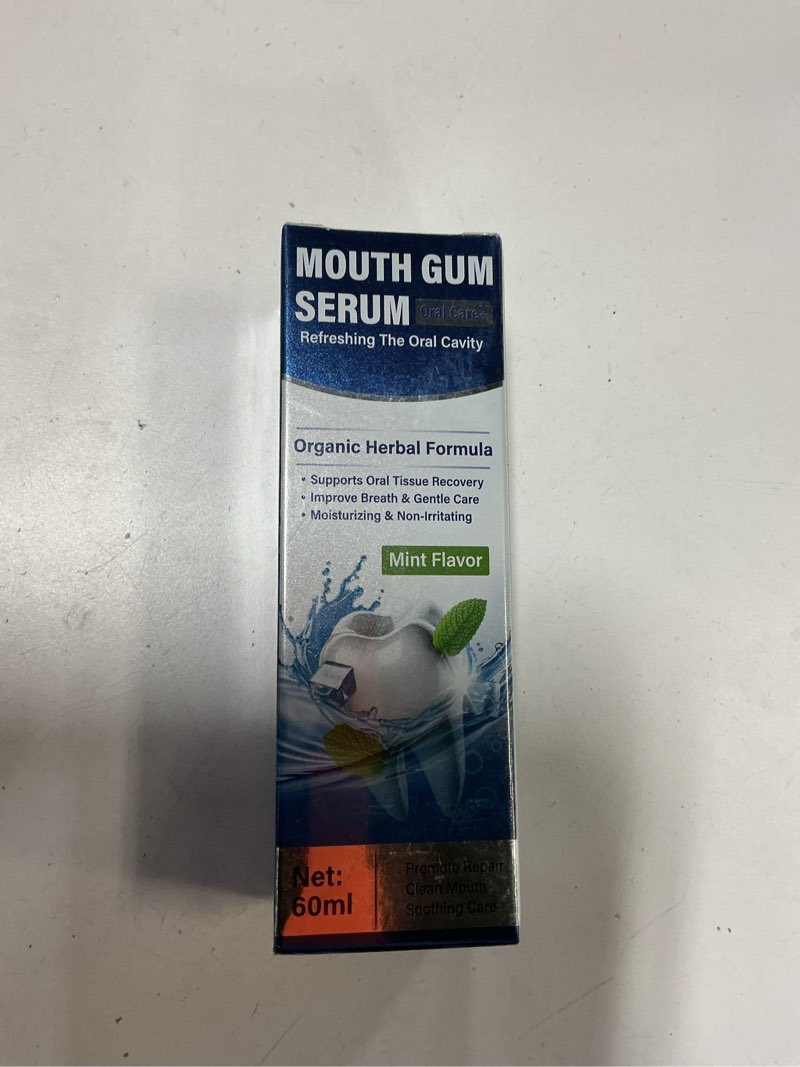 MOUTH GUM
SERUM Oral Care+
Refreshing The Oral Cavity
Organic Herbal Formula
• Supports Oral Tissue Recovery
• Improve Breath & Gentle Care
• Moisturizing & Non-Irritating
Mint Flavor
Net:
60ml
Promote Repair
Clean Mouth
Soothing Care